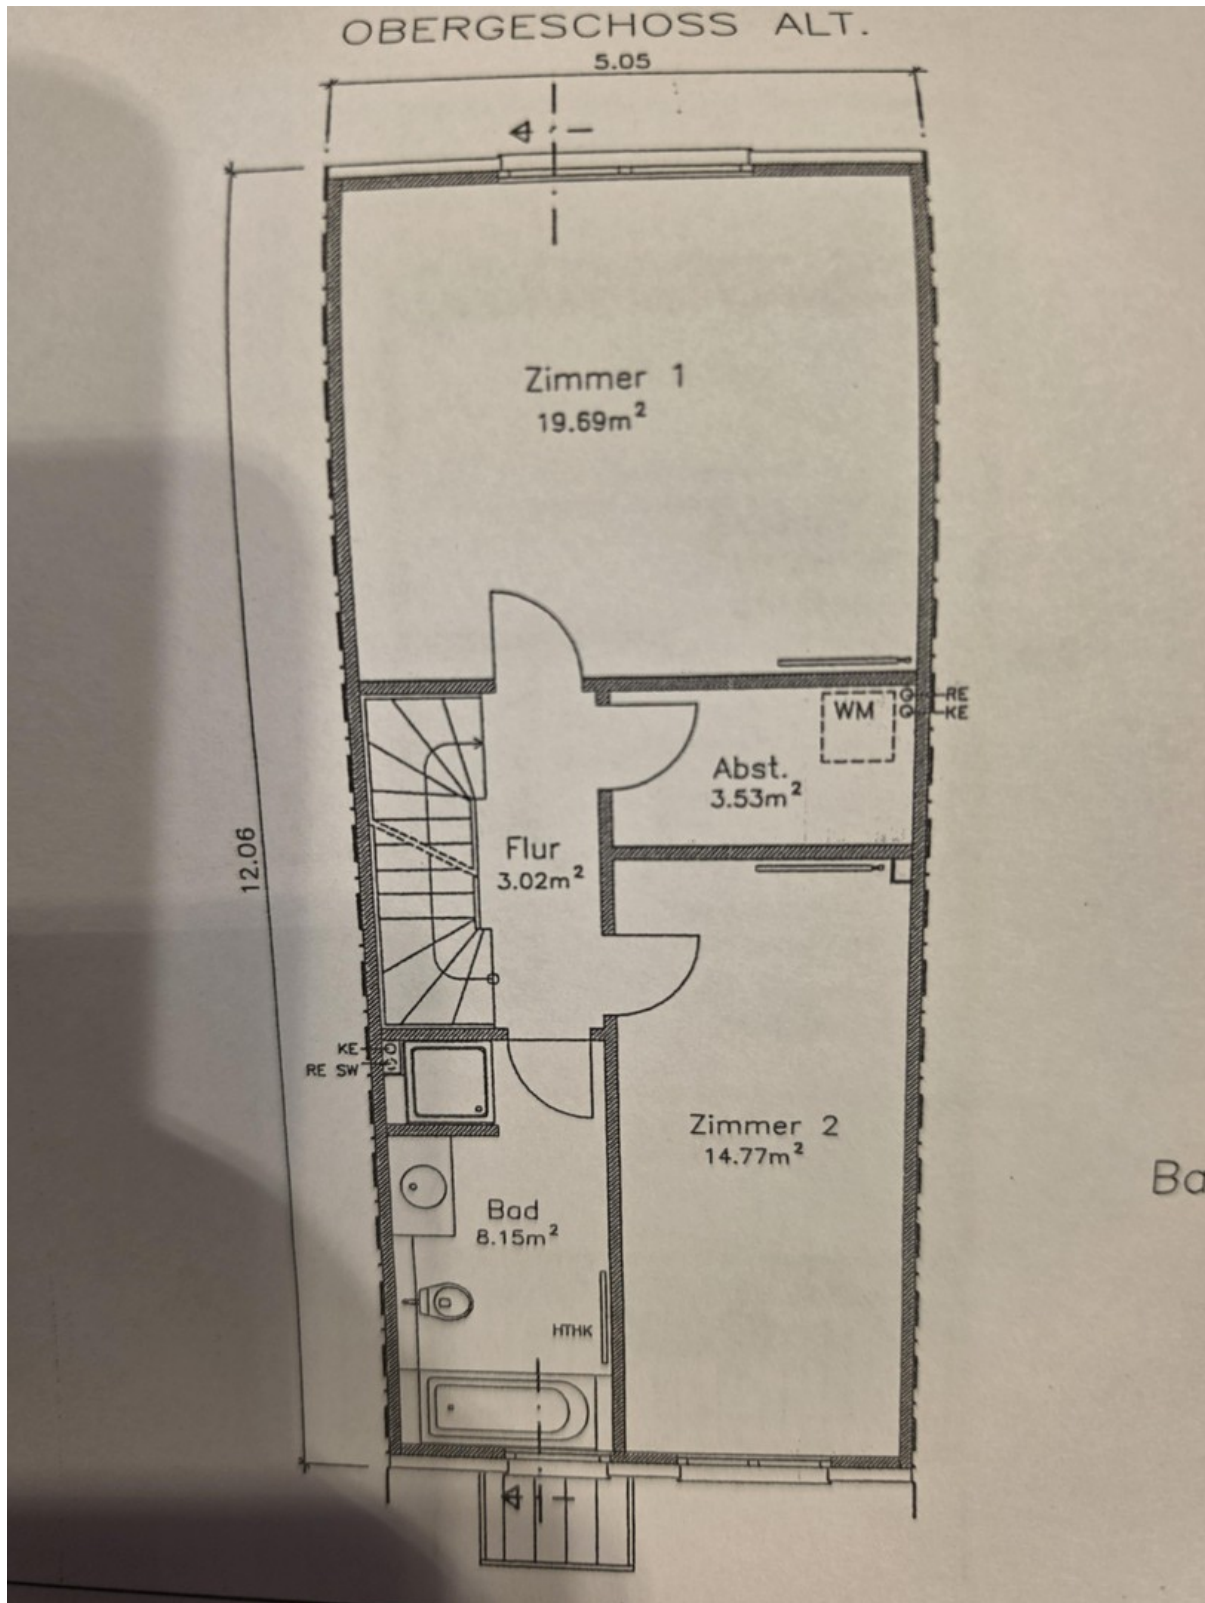 OBERGESCHOSS ALT.
5.05
Zimmer 1
19.69m²
WM
RE
KE
Abst.
3.53m²
Flur
3.02m²
12.06
KE
RE SW
Zimmer 2
14.77m²
Ba
Bad
8.15m²
HTHK